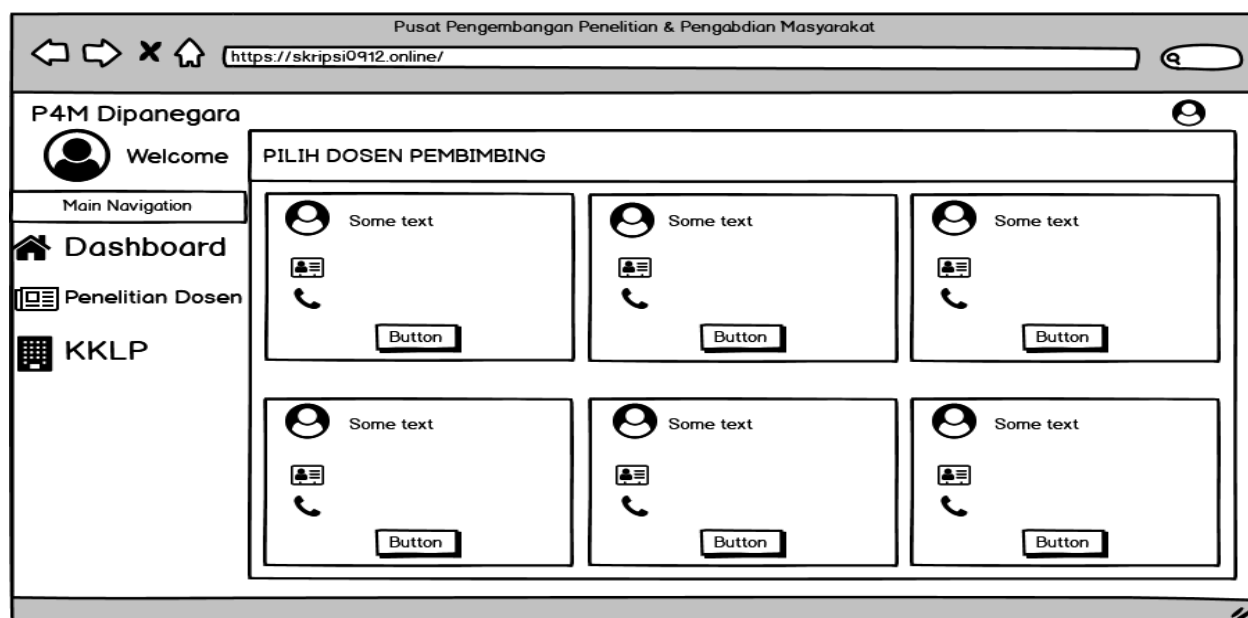 Pusat Pengembangan Penelitian & Pengabdian Masyarakat
https://skripsi0912.online/
P4M Dipanegara
Welcome
Main Navigation
Dashboard
Penelitian Dosen
KKLP
PILIH DOSEN PEMBIMBING
Some text
Button
Some text
Button
Some text
Button
Some text
Button
Some text
Button
Some text
Button